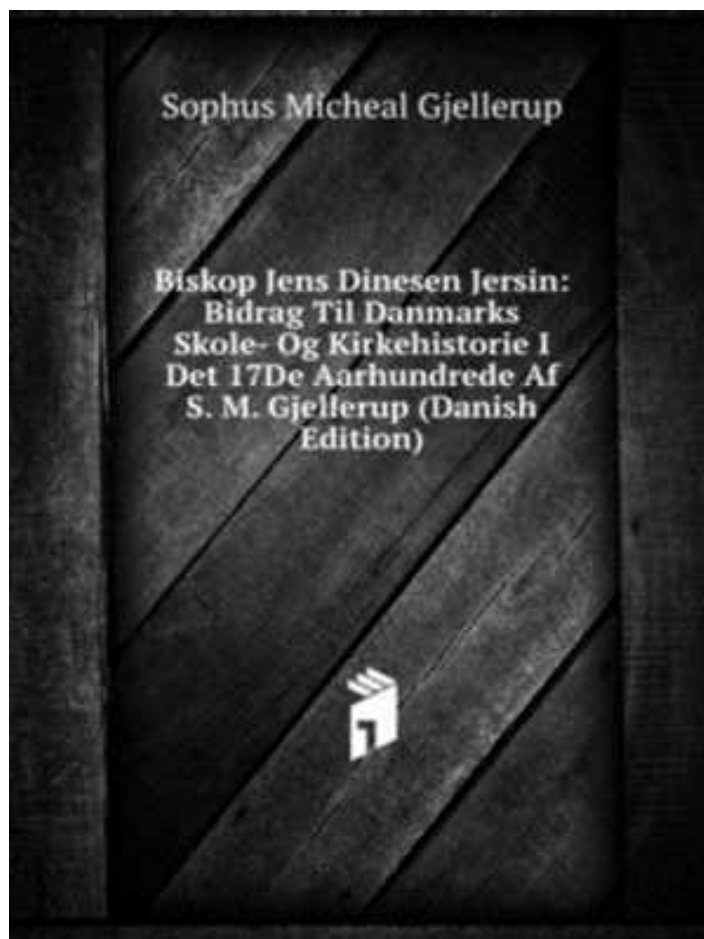 Sophus Micheal Gjellerup
Biskop Jens Dinesen Jersin:
Bidrag Til Danmarks
Skole- Og Kirkehistorie I
Det 17De Aarhundrede Af
S. M. Gjellerup (Danish
Edition)